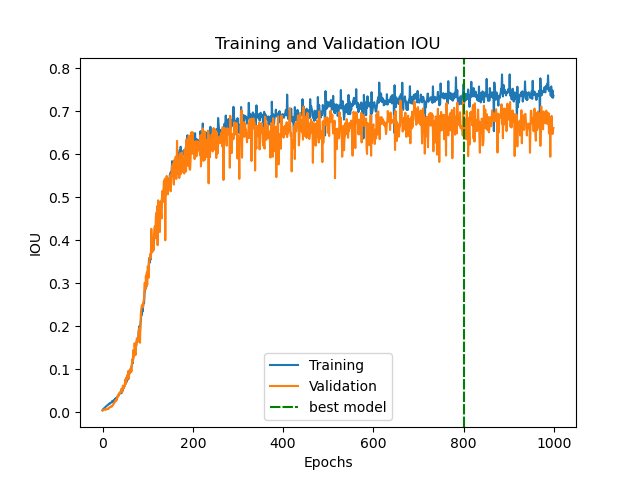 Training and Validation IOU
0.8
0.7
0.6
0.5
0.4
0.3
0.2
0.1
0.0
IOU
Training
Validation
best model
0 200 400 600 800 1000
Epochs